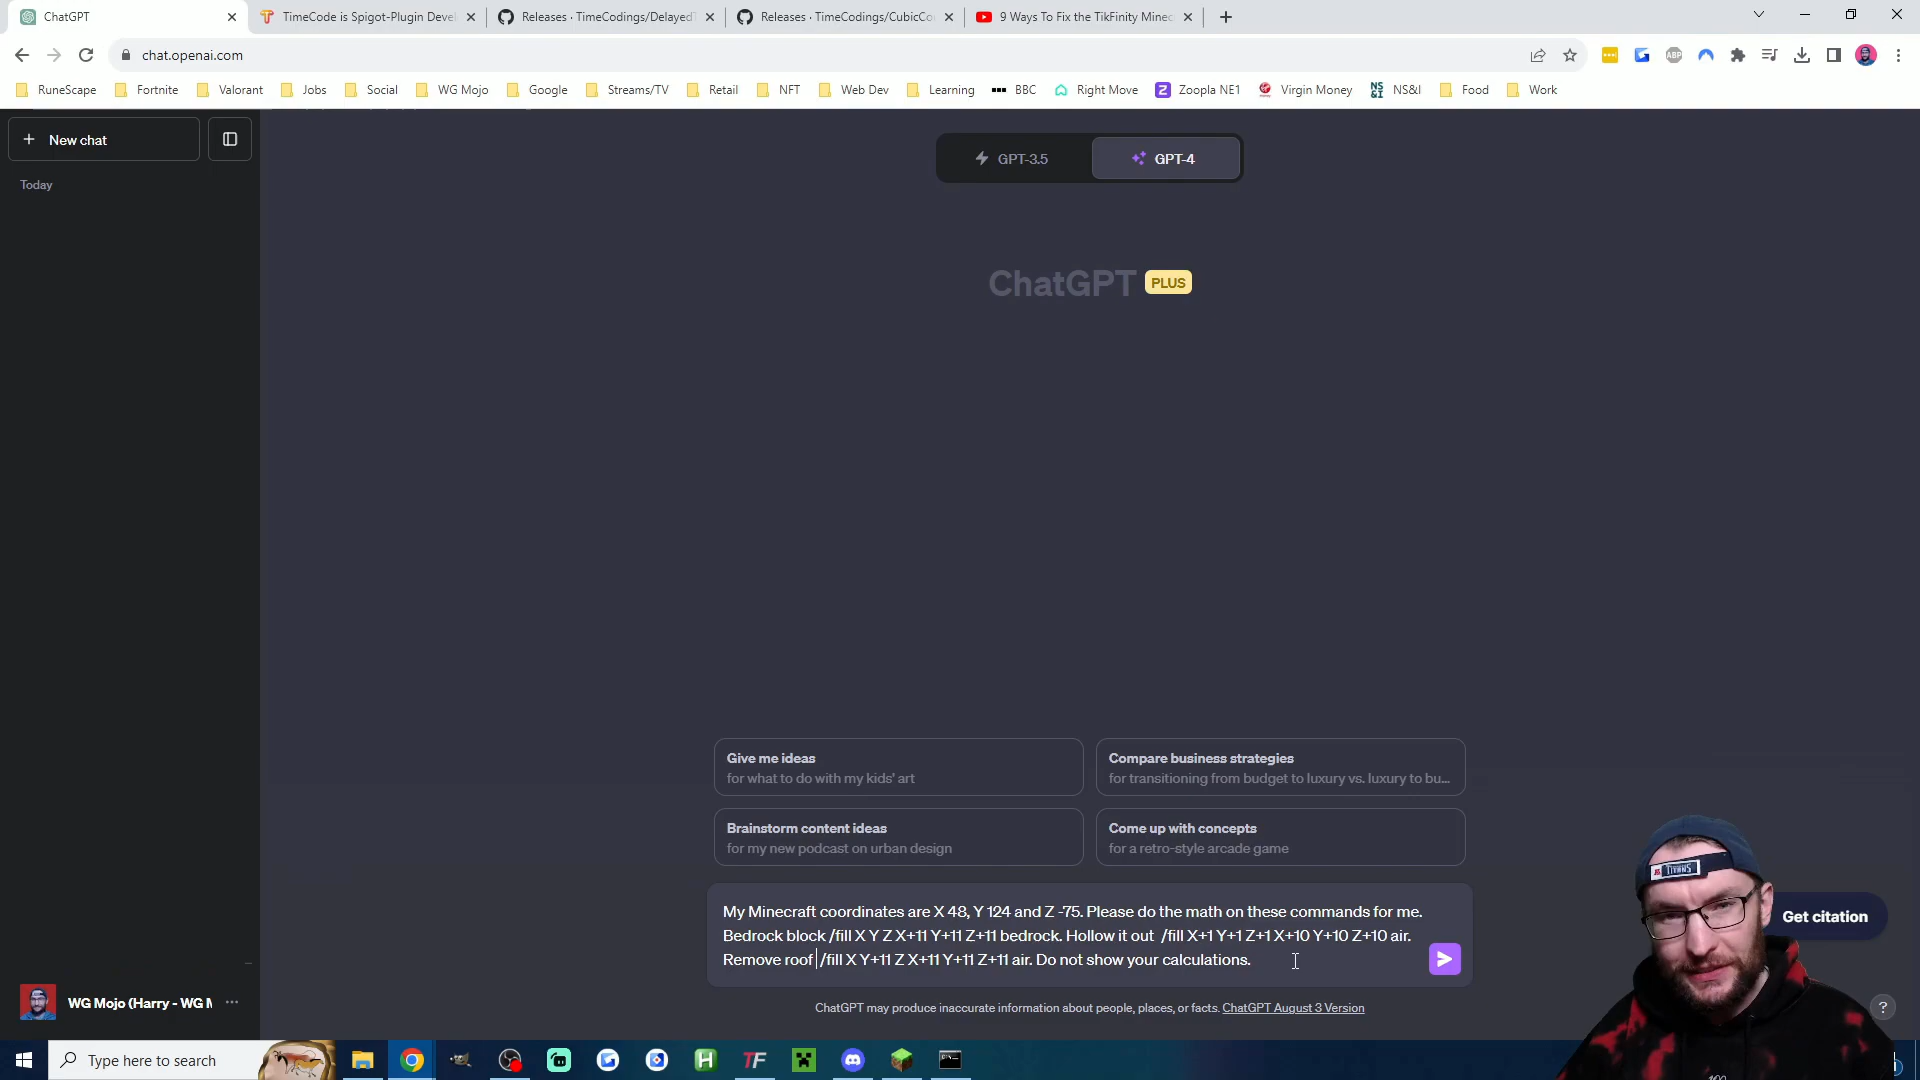 ChatGPT
TimeCode is Spigot-Plugin Devel
Releases · TimeCodings/Delayed
Releases · TimeCodings/CubicCo
9 Ways To Fix the TikFinity Minec
chat.openai.com
RuneScape
Fortnite
Valorant
Jobs
Social
WG Mojo
Google
Streams/TV
Retail
NFT
Web Dev
Learning
BBC
Right Move
Zoopla NE1
Virgin Money
NS&I
Food
Work
New chat
Today
GPT-3.5
GPT-4
ChatGPT PLUS
Give me ideas
for what to do with my kids' art
Compare business strategies
for transitioning from budget to luxury vs. luxury to bu...
Brainstorm content ideas
for my new podcast on urban design
Come up with concepts
for a retro-style arcade game
My Minecraft coordinates are X 48, Y 124 and Z -75. Please do the math on these commands for me.
Bedrock block /fill X Y Z X+11 Y+11 Z+11 bedrock. Hollow it out  /fill X+1 Y+1 Z+1 X+10 Y+10 Z+10 air.
Remove roof /fill X Y+11 Z X+11 Y+11 Z+11 air. Do not show your calculations.
Get citation
WG Mojo (Harry - WG M
ChatGPT may produce inaccurate information about people, places, or facts. ChatGPT August 3 Version
?
Type here to search
TITANS